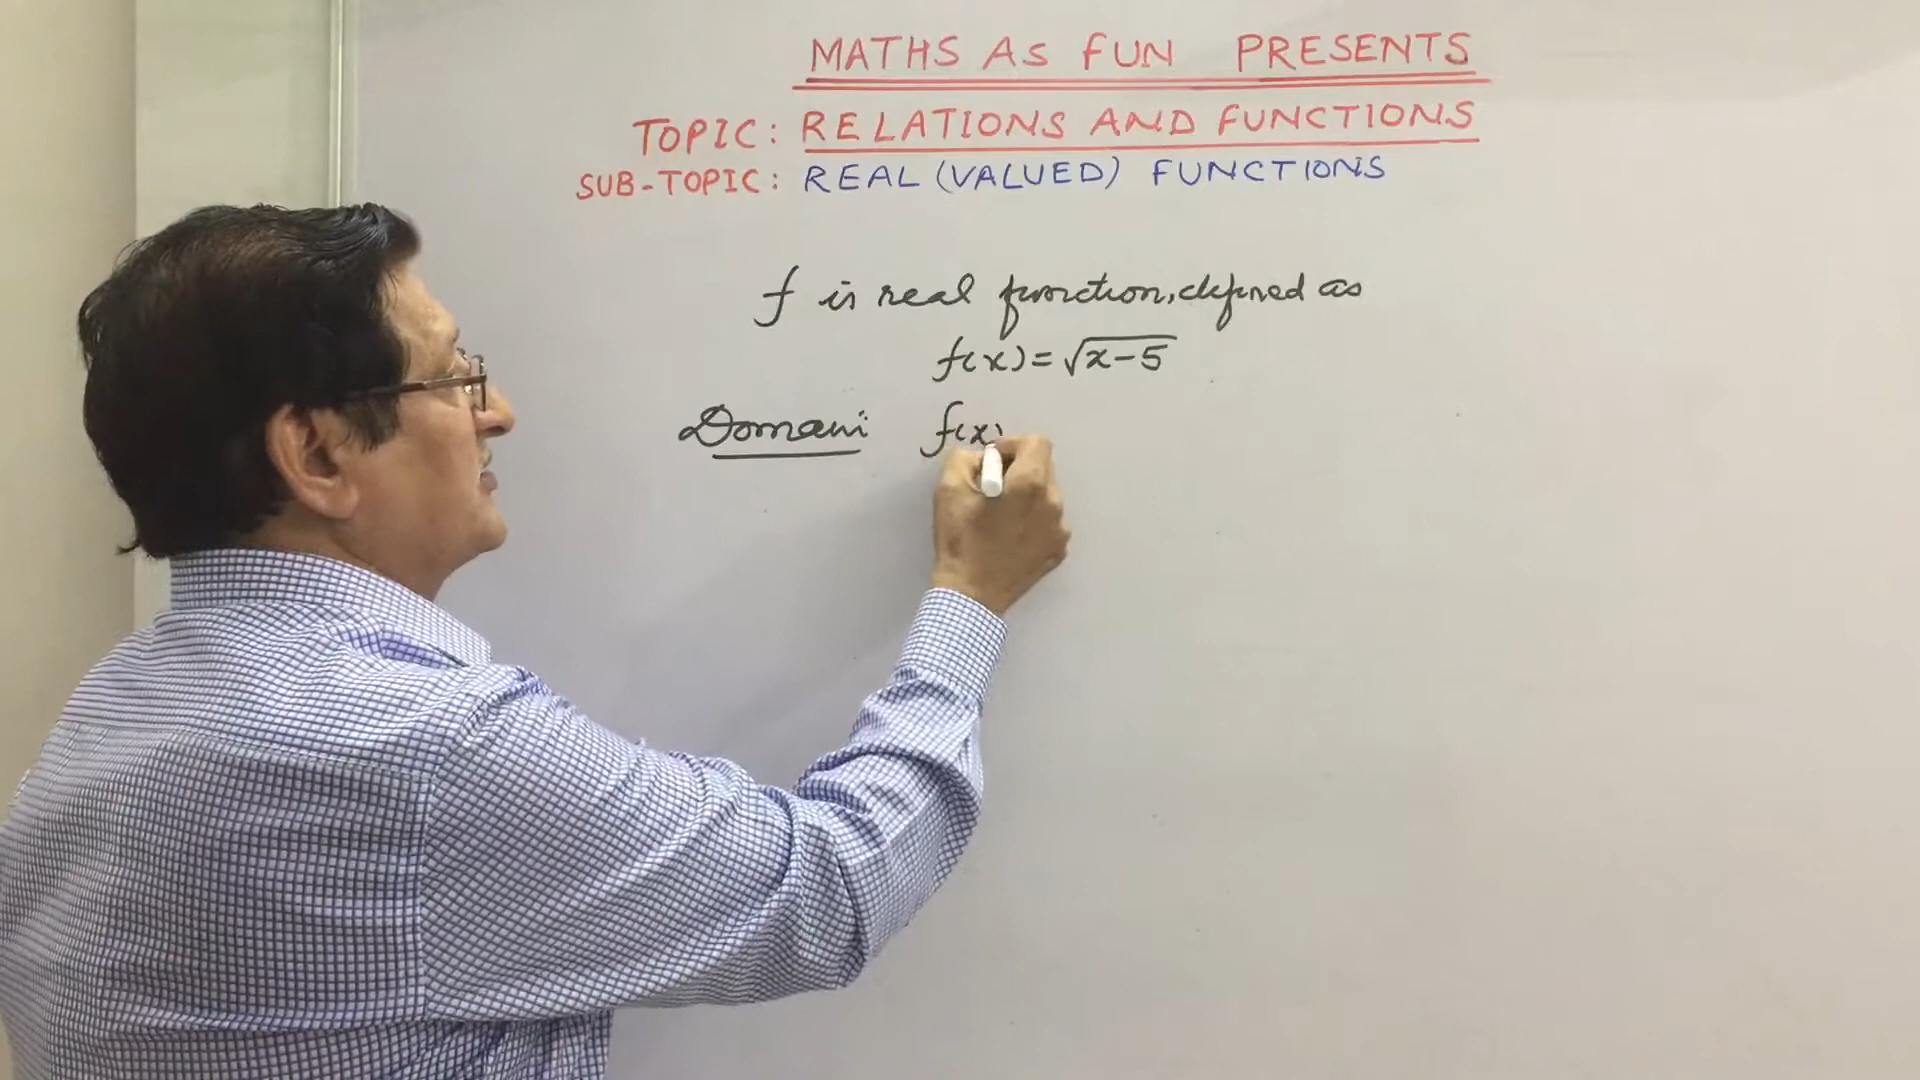 MATHS AS FUN PRESENTS
TOPIC: RELATIONS AND FUNCTIONS
SUB-TOPIC: REAL (VALUED) FUNCTIONS
f is real function, defined as
f(x) = √x-5
Domain f(x)